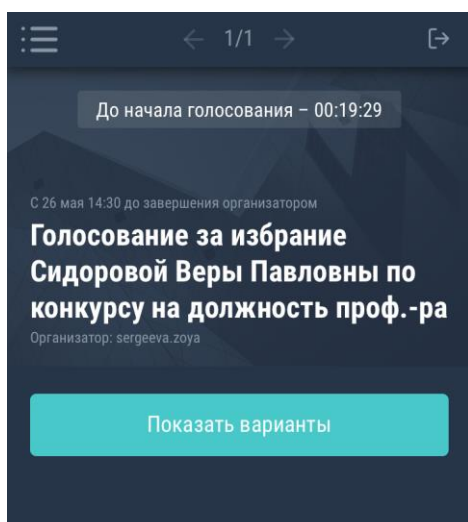 1/1
До начала голосования – 00:19:29
С 26 мая 14:30 до завершения организатором
Голосование за избрание
Сидоровой Веры Павловны по
конкурсу на должность проф.-ра
Организатор: sergeeva.zoya
Показать варианты